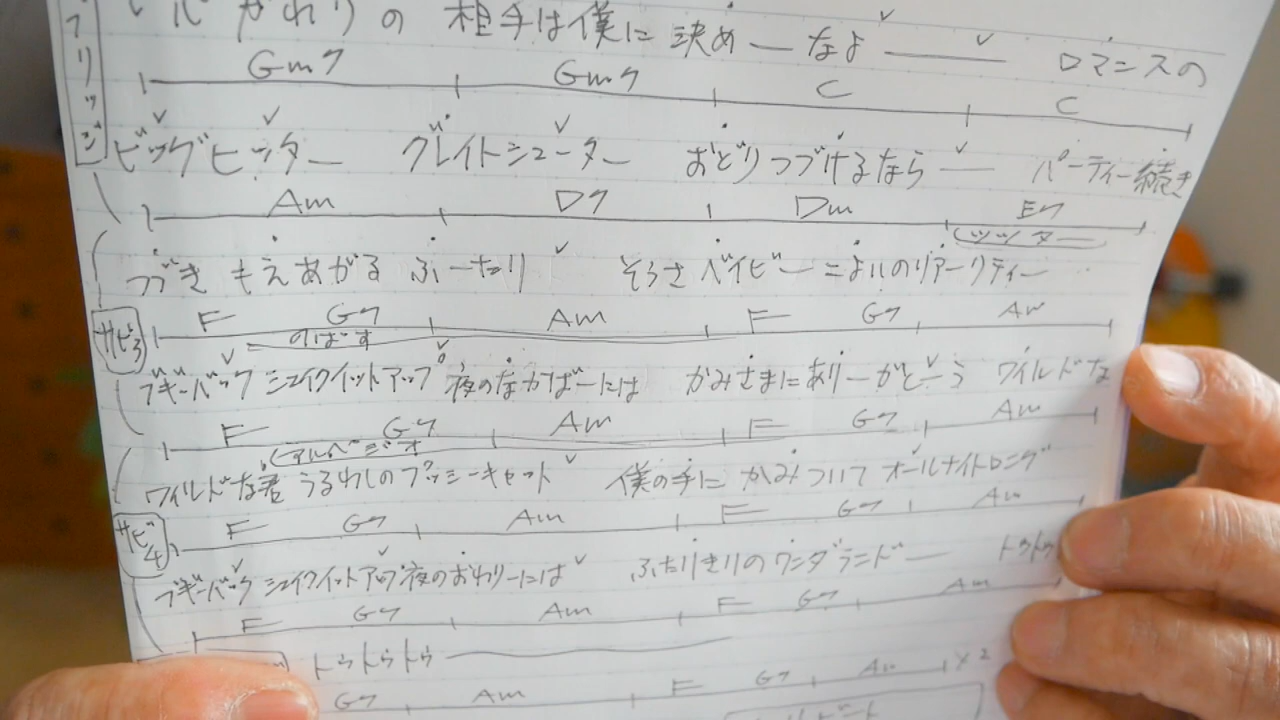 ブリッジ
がわりの 相手は僕に 決め — なよ —— ロマンスの
Gm7 Gm7 C C
ビッグヒッター グレイトシューター おどりつづけるなら — パーティー続き
Am D7 Dm E7
ツッター
つづき もえあがる ふーたり そうさ ベイビー こよいのリアーリティー
サビ3
F G7 Am F G7 Am
のばす
ブギーバック シェイクイットアップ 夜のなかばーには かみさまにありーがとーう ワイルドな
F G7 Am F G7 Am
アルペジオ
ワイルドな君 うるわしのプッシーキャット 僕の手に かみついて オールナイトロング
サビ4
F G7 Am F G7 Am
ブギーバック シェイクイットアップ 夜のおわりーには ふたりきりのワンダランド — トゥトゥ
F G7 Am F G7 Am
トゥトゥトゥ
G7 Am F G7 Am ×2